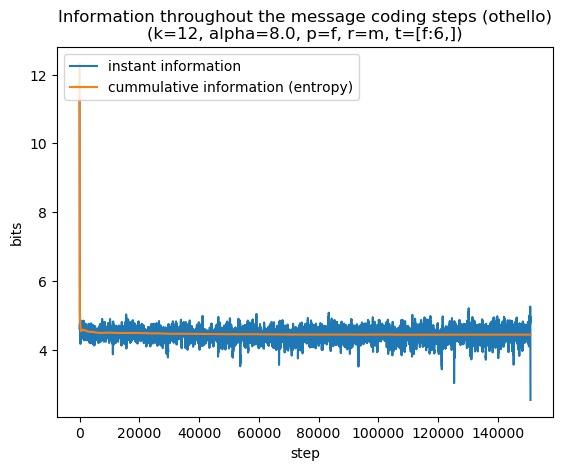 Information throughout the message coding steps (othello)
(k=12, alpha=8.0, p=f, r=m, t=[f:6,])
instant information
cummulative information (entropy)
12
10
8
6
4
bits
0 20000 40000 60000 80000 100000 120000 140000
step